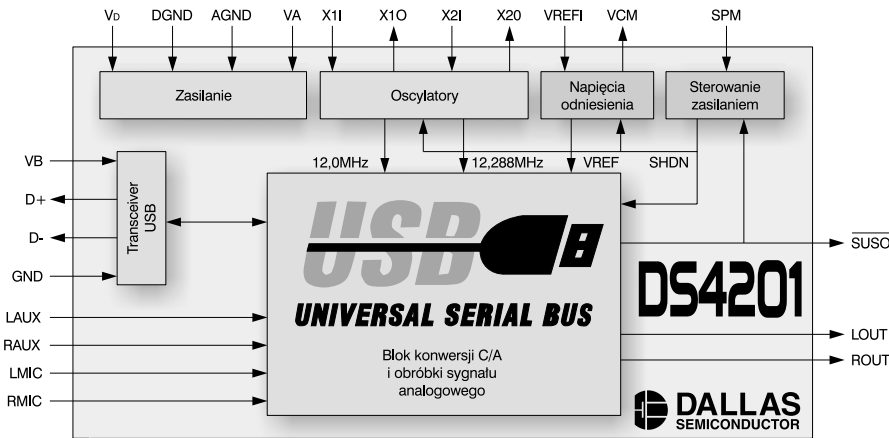 VD DGND AGND VA X1I X1O X2I X20 VREFI VCM SPM
Zasilanie
Oscylatory
Napięcia
odniesienia
Sterowanie
zasilaniem
12,0MHz 12,288MHz VREF SHDN
VB
D+
D-
GND
Transceiver
USB
LAUX
RAUX
LMIC
RMIC
USB
UNIVERSAL SERIAL BUS
Blok konwersji C/A
i obróbki sygnału
analogowego
SUSO
DS4201
LOUT
ROUT
DALLAS
SEMICONDUCTOR